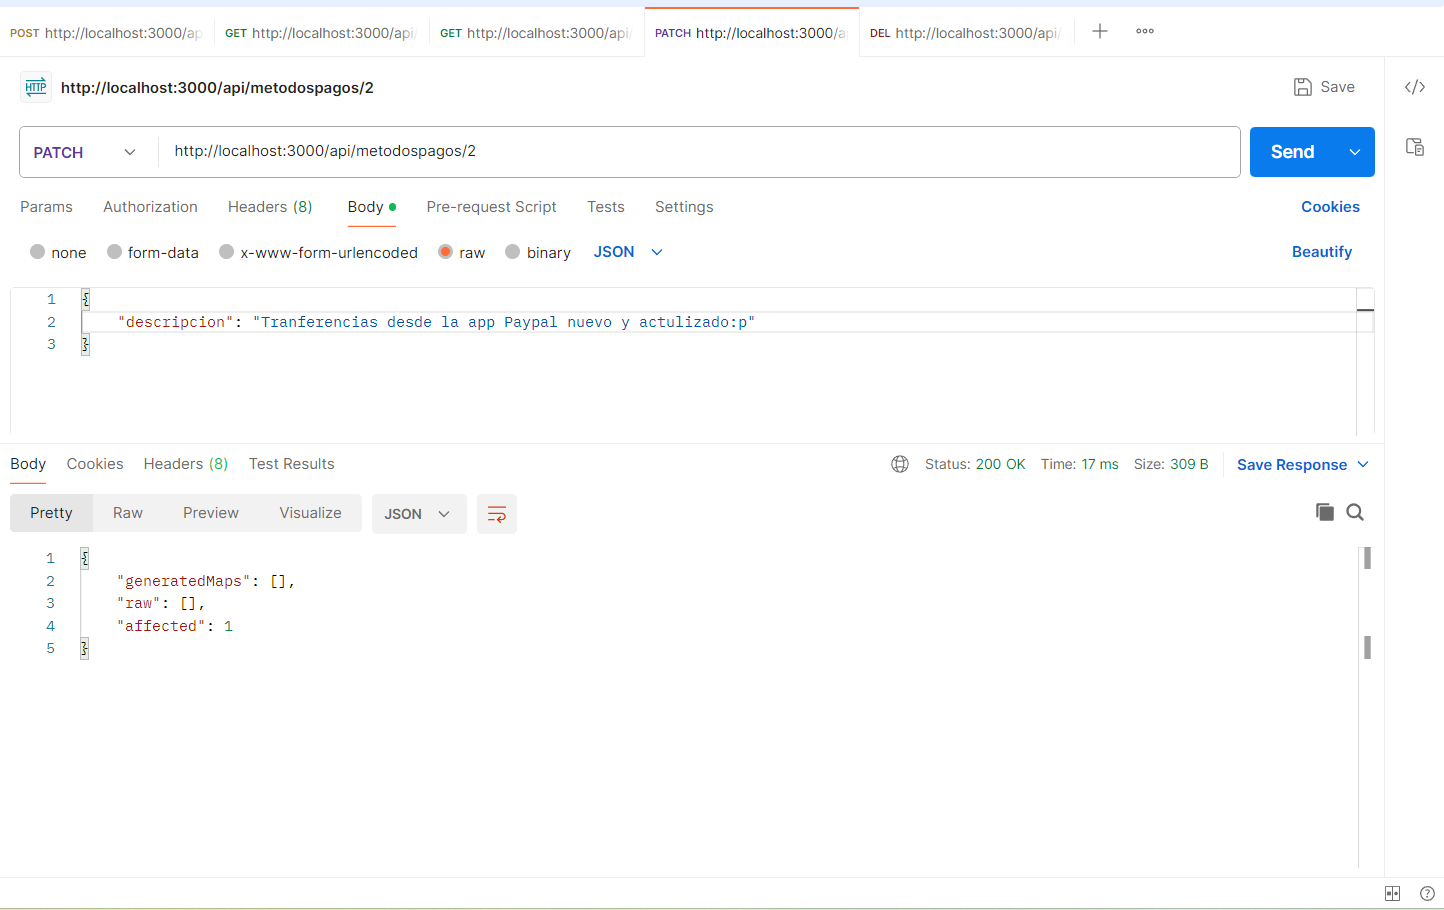 POST http://localhost:3000/ap GET http://localhost:3000/api/ GET http://localhost:3000/api/ PATCH http://localhost:3000/a DEL http://localhost:3000/api/
HTTP http://localhost:3000/api/metodospagos/2 Save </>
PATCH http://localhost:3000/api/metodospagos/2 Send
Params Authorization Headers (8) Body Pre-request Script Tests Settings Cookies
none form-data x-www-form-urlencoded raw binary JSON Beautify
1 {
2 "descripcion": "Tranferencias desde la app Paypal nuevo y actulizado:p"
3 }
Body Cookies Headers (8) Test Results Status: 200 OK Time: 17 ms Size: 309 B Save Response
Pretty Raw Preview Visualize JSON
1 {
2 "generatedMaps": [],
3 "raw": [],
4 "affected": 1
5 }